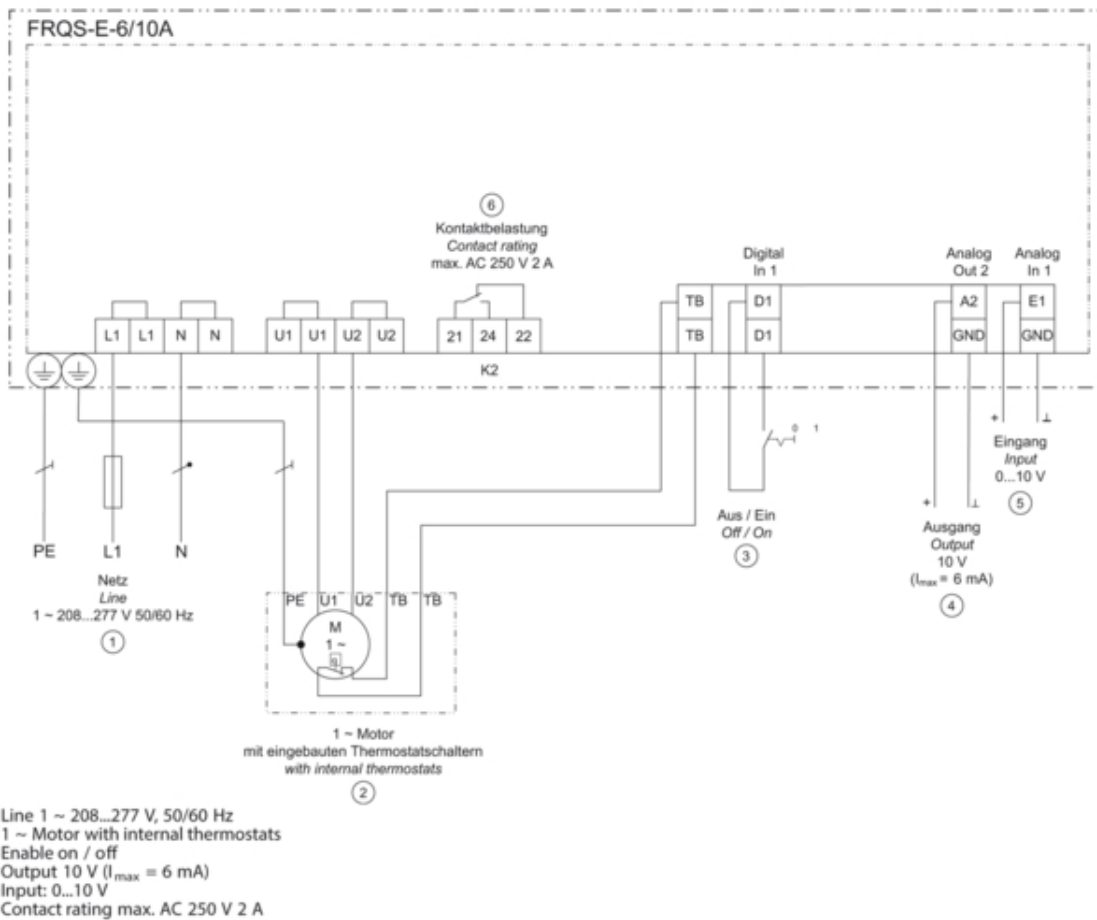 FRQS-E-6/10A
6
Kontaktbelastung
Contact rating
max. AC 250 V 2 A
Digital
In 1
Analog
Out 2
Analog
In 1
TB
D1
A2
E1
L1 L1 N N
U1 U1 U2 U2
21 24 22
TB
D1
GND
GND
K2
0 1
+ ⊥
Eingang
Input
0...10 V
5
+ ⊥
Aus / Ein
Off / On
3
Ausgang
Output
10 V
(Imax = 6 mA)
4
PE L1 N
Netz
Line
1 ~ 208...277 V 50/60 Hz
1
PE U1 U2 TB TB
M
1 ~
1 ~ Motor
mit eingebauten Thermostatschaltern
with internal thermostats
2
Line 1 ~ 208...277 V, 50/60 Hz
1 ~ Motor with internal thermostats
Enable on / off
Output 10 V (Imax = 6 mA)
Input: 0...10 V
Contact rating max. AC 250 V 2 A